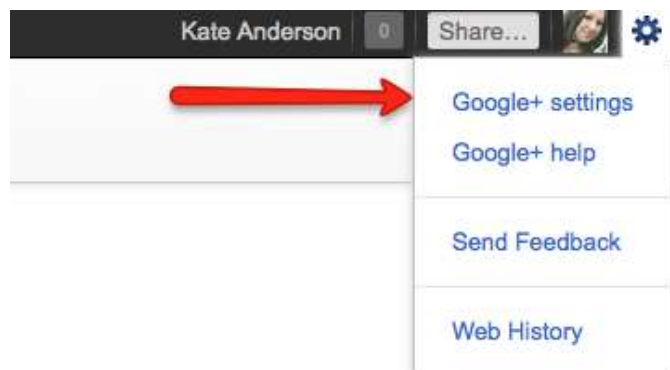 Kate Anderson 0 Share...
Google+ settings
Google+ help
Send Feedback
Web History